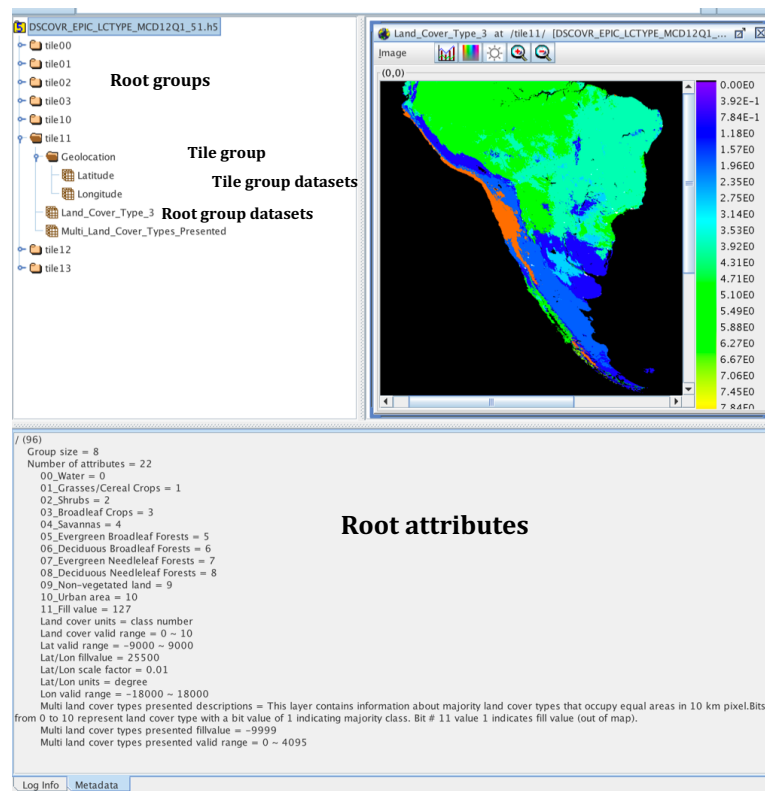 DSCOVR_EPIC_LCTYPE_MCD12Q1_51.h5
tile00
tile01
tile02
tile03
tile10
tile11
Geolocation
Latitude
Longitude
Land_Cover_Type_3
Multi_Land_Cover_Types_Presented
tile12
tile13
Root groups
Tile group
Tile group datasets
Root group datasets
Land_Cover_Type_3 at /tile11/ [DSCOVR_EPIC_LCTYPE_MCD12Q1_...
Image
(0,0)
0.00E0
3.92E-1
7.84E-1
1.18E0
1.57E0
1.96E0
2.35E0
2.75E0
3.14E0
3.53E0
3.92E0
4.31E0
4.71E0
5.10E0
5.49E0
5.88E0
6.27E0
6.67E0
7.06E0
7.45E0
7.84E0
/ (96)
Group size = 8
Number of attributes = 22
00_Water = 0
01_Grasses/Cereal Crops = 1
02_Shrubs = 2
03_Broadleaf Crops = 3
04_Savannas = 4
05_Evergreen Broadleaf Forests = 5
06_Deciduous Broadleaf Forests = 6
07_Evergreen Needleleaf Forests = 7
08_Deciduous Needleleaf Forests = 8
09_Non-vegetated land = 9
10_Urban area = 10
11_Fill value = 127
Land cover units = class number
Land cover valid range = 0 ~ 10
Lat valid range = -9000 ~ 9000
Lat/Lon fillvalue = 25500
Lat/Lon scale factor = 0.01
Lat/Lon units = degree
Lon valid range = -18000 ~ 18000
Multi land cover types presented descriptions = This layer contains information about majority land cover types that occupy equal areas in 10 km pixel.Bits
from 0 to 10 represent land cover type with a bit value of 1 indicating majority class. Bit # 11 value 1 indicates fill value (out of map).
Multi land cover types presented fillvalue = -9999
Multi land cover types presented valid range = 0 ~ 4095
Root attributes
Log Info
Metadata